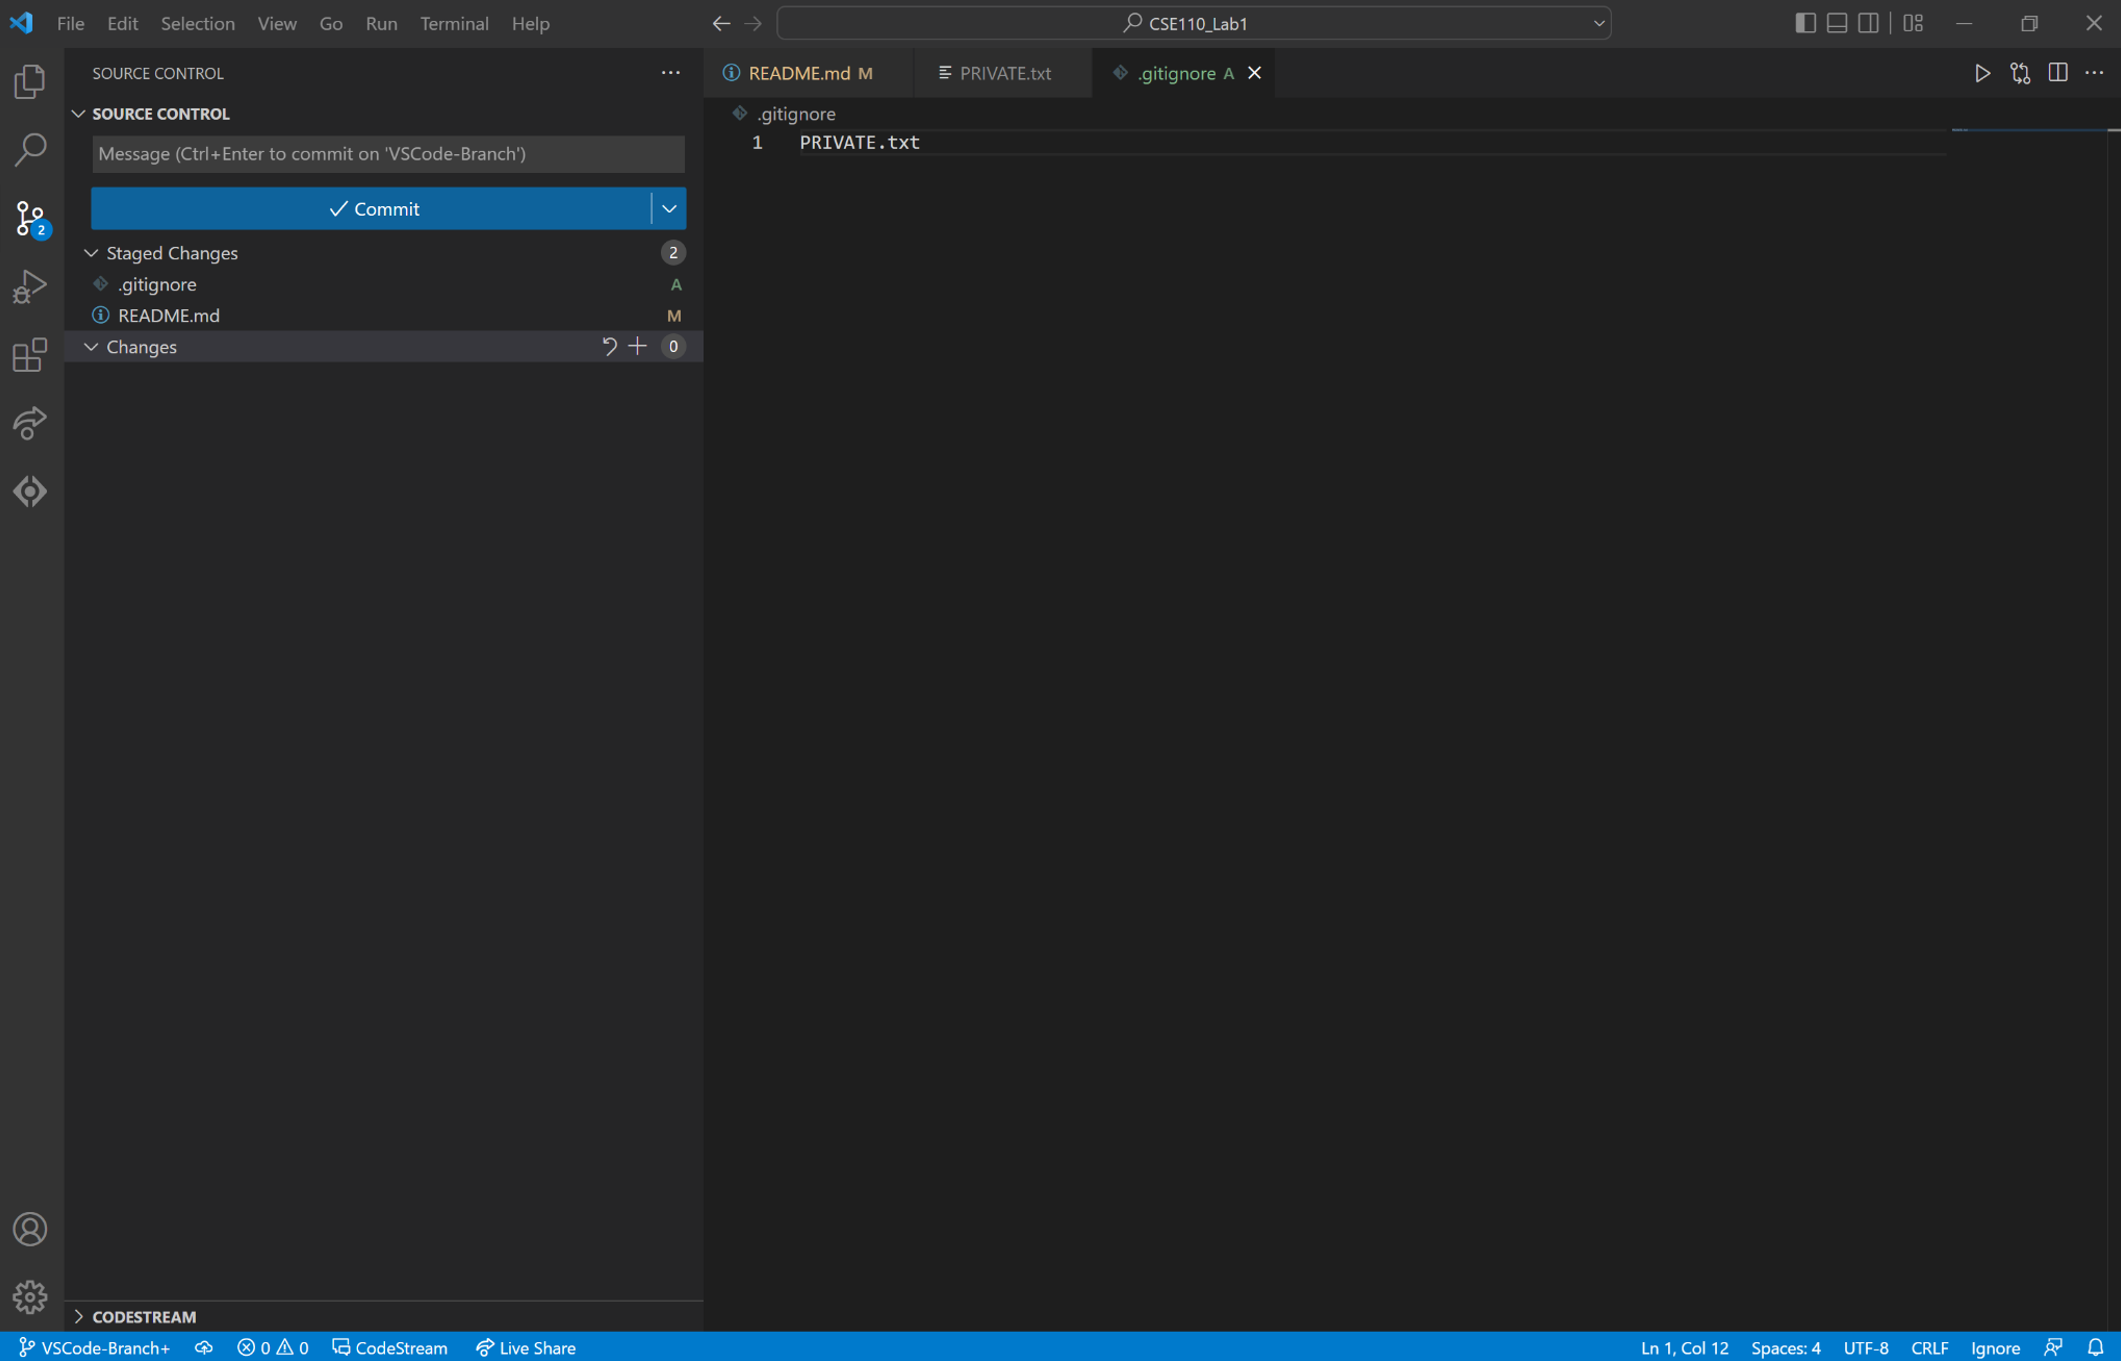 File Edit Selection View Go Run Terminal Help
CSE110_Lab1
SOURCE CONTROL
SOURCE CONTROL
Message (Ctrl+Enter to commit on 'VSCode-Branch')
Commit
Staged Changes 2
.gitignore A
README.md M
Changes 0
2
README.md M
PRIVATE.txt
.gitignore A
.gitignore
1 PRIVATE.txt
CODESTREAM
VSCode-Branch+ 0 0 CodeStream Live Share
Ln 1, Col 12 Spaces: 4 UTF-8 CRLF Ignore